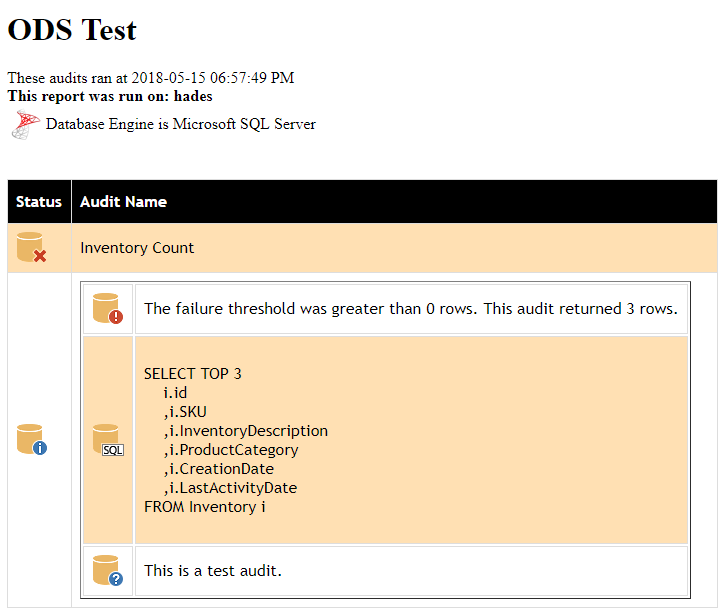 ODS Test
These audits ran at 2018-05-15 06:57:49 PM
This report was run on: hades
Database Engine is Microsoft SQL Server
Status Audit Name
Inventory Count
The failure threshold was greater than 0 rows. This audit returned 3 rows.
SELECT TOP 3
i.id
,i.SKU
,i.InventoryDescription
,i.ProductCategory
,i.CreationDate
,i.LastActivityDate
FROM Inventory i
SQL
This is a test audit.